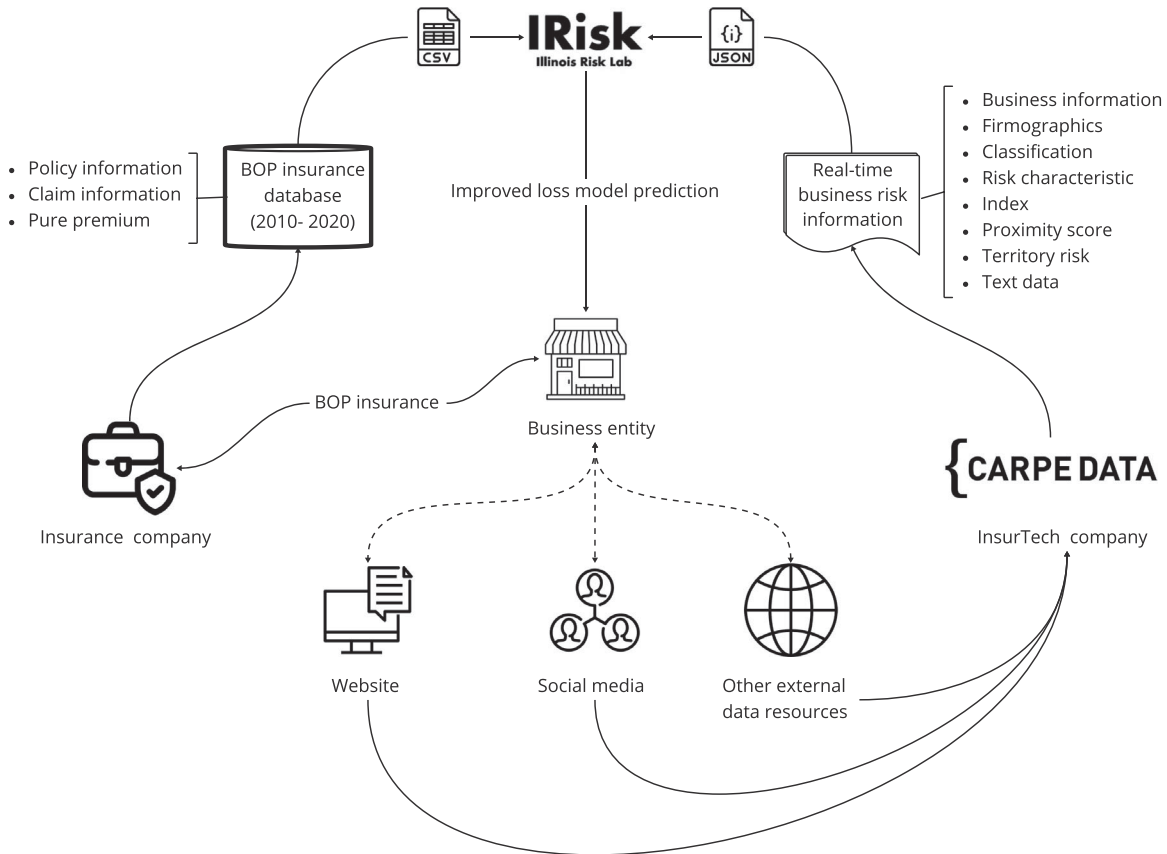 CSV
IRisk
Illinois Risk Lab
{i}
JSON
Policy information
Claim information
Pure premium
BOP insurance
database
(2010- 2020)
Improved loss model prediction
Real-time
business risk
information
Business information
Firmographics
Classification
Risk characteristic
Index
Proximity score
Territory risk
Text data
BOP insurance
Business entity
Insurance company
{CARPE DATA
InsurTech company
Website
Social media
Other external
data resources